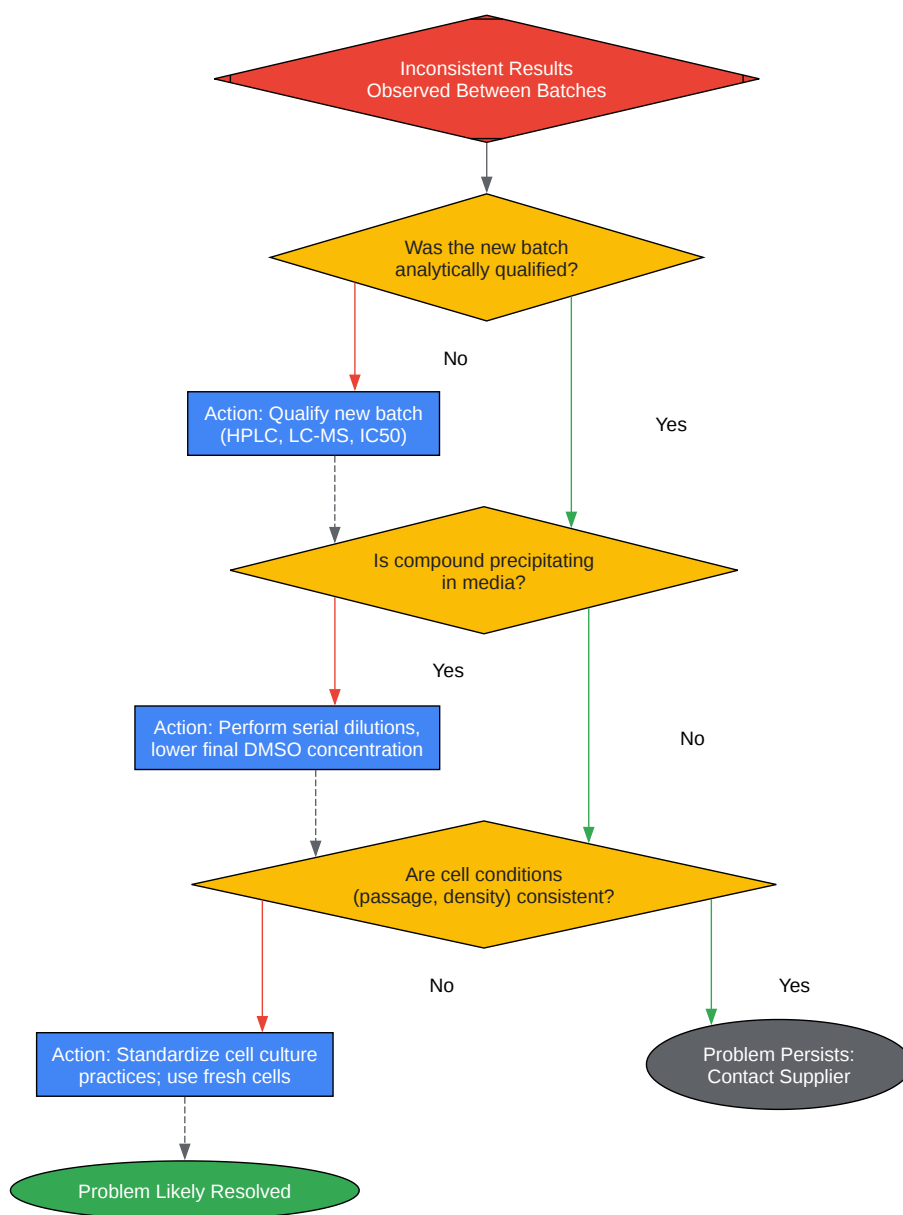 Inconsistent Results
Observed Between Batches
Was the new batch
analytically qualified?
No
Action: Qualify new batch
(HPLC, LC-MS, IC50)
Yes
Is compound precipitating
in media?
Yes
Action: Perform serial dilutions,
lower final DMSO concentration
No
Are cell conditions
(passage, density) consistent?
No
Yes
Action: Standardize cell culture
practices; use fresh cells
Problem Persists:
Contact Supplier
Problem Likely Resolved